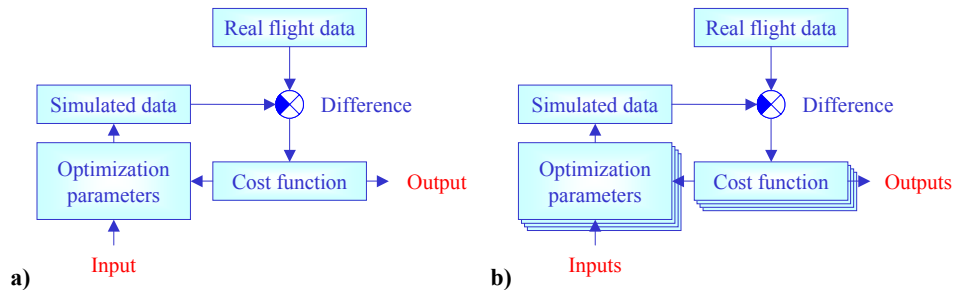 Real flight data
Simulated data
Difference
Optimization
parameters
Cost function
Output
Input
a)
Real flight data
Simulated data
Difference
Optimization
parameters
Cost function
Outputs
Inputs
b)